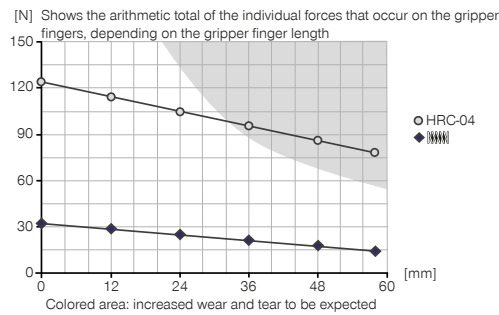 [N] Shows the arithmetic total of the individual forces that occur on the gripper
fingers, depending on the gripper finger length
150
120
90
60
30
0
0 12 24 36 48 60
[mm]
HRC-04
Colored area: increased wear and tear to be expected